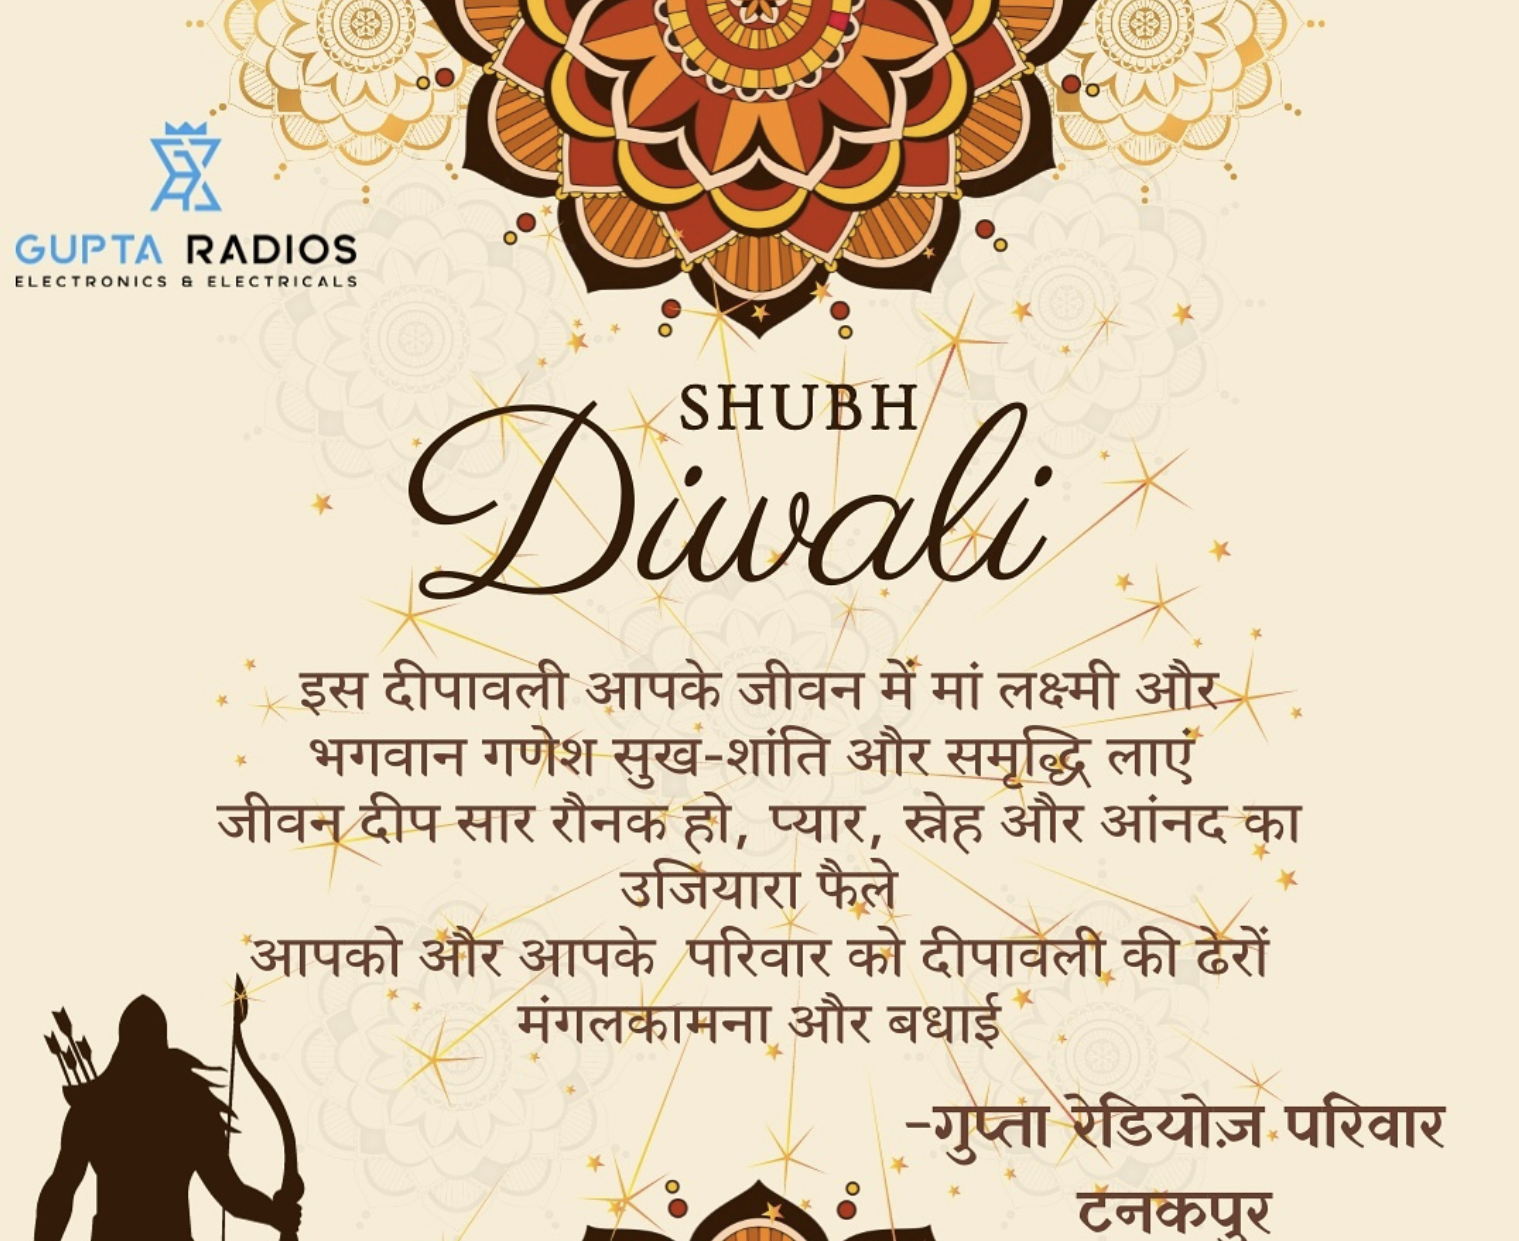 GUPTA RADIOS
ELECTRONICS & ELECTRICALS
SHUBH
Diwali
इस दीपावली आपके जीवन में मां लक्ष्मी और
भगवान गणेश सुख-शांति और समृद्धि लाएं
जीवन दीप सार रौनक हो, प्यार, स्नेह और आंनद का
उजियारा फैले
आपको और आपके परिवार को दीपावली की ढेरों
मंगलकामना और बधाई
-गुप्ता रेडियोज़ परिवार
टनकपुर